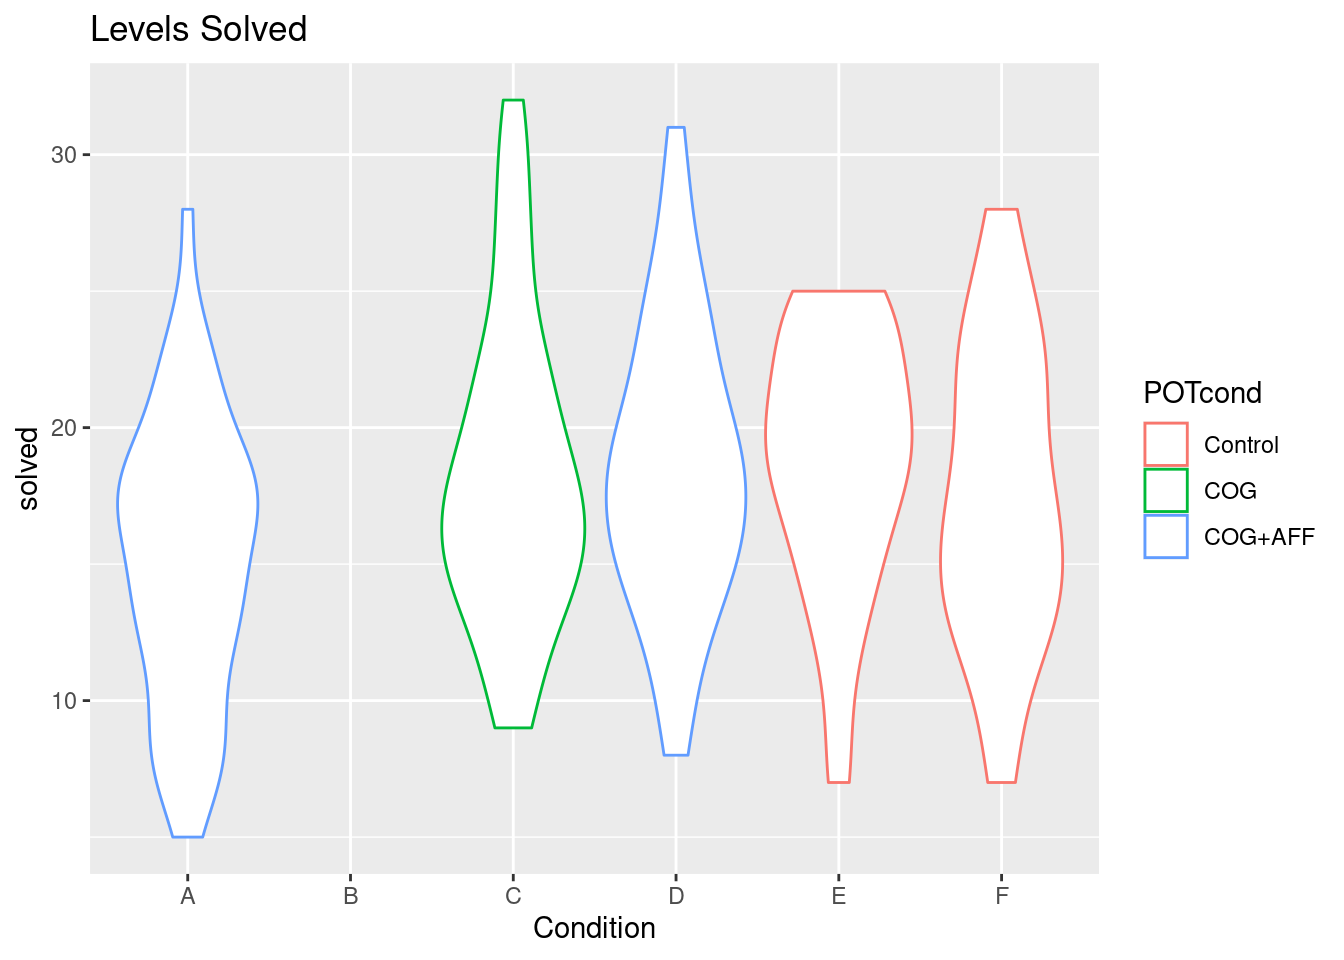 Levels Solved
solved
30
20
10
A B C D E F
Condition
POTcond
Control
COG
COG+AFF